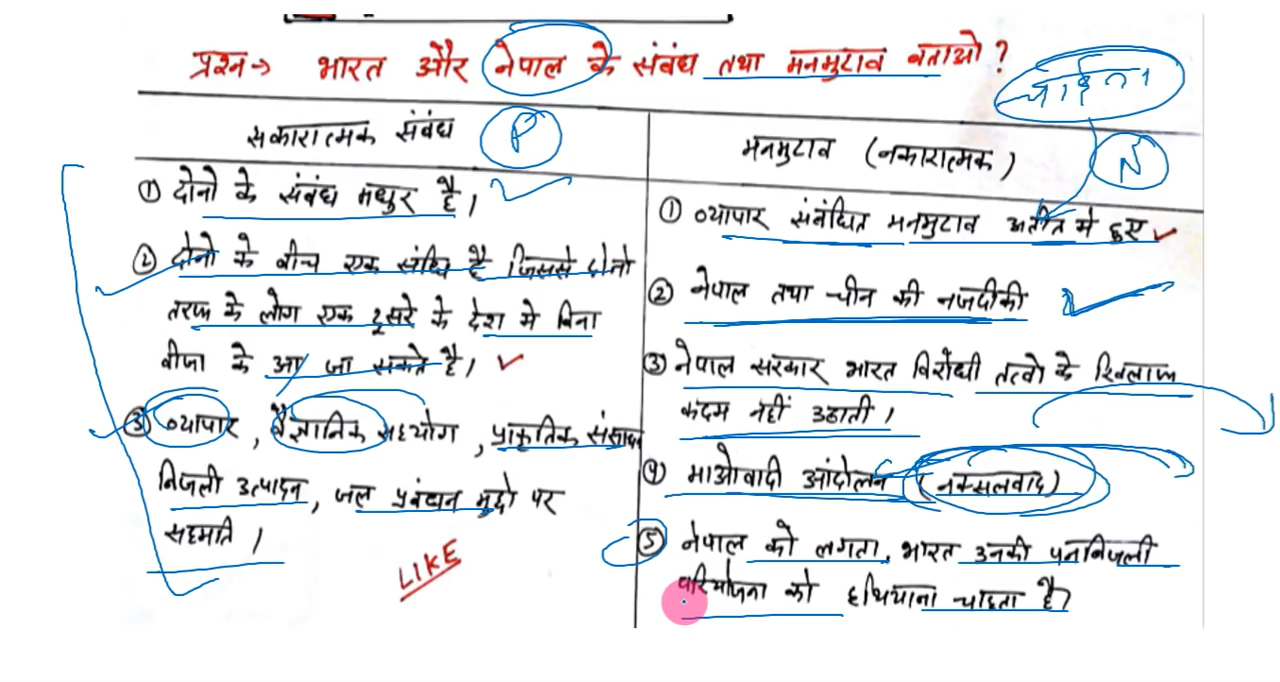 प्रश्न→ भारत और नेपाल के संबंध तथा मनमुटाव बताओ?
सकारात्मक संबंध P
① दोनो के संबंध मधुर है।
② दोनो के बीच एक संधि है जिससे दोनो
तरफ के लोग एक दूसरे के देश मे बिना
वीजा के आ जा सकते है।
③ व्यापार, वैज्ञानिक सहयोग, प्राकृतिक संसाधन
बिजली उत्पादन, जल प्रबंधन मुद्दो पर
सहमति।
LIKE
मनमुटाव (नकारात्मक) N
① व्यापार संबंधित मनमुटाव अतीत मे हुए
② नेपाल तथा चीन की नजदीकी
③ नेपाल सरकार भारत विरोधी तत्वो के खिलाफ
कदम नहीं उठाती।
④ माओवादी आंदोलन (नक्सलवाद)
⑤ नेपाल को लगता, भारत उनकी पनबिजली
परियोजना को हथियाना चाहता है।